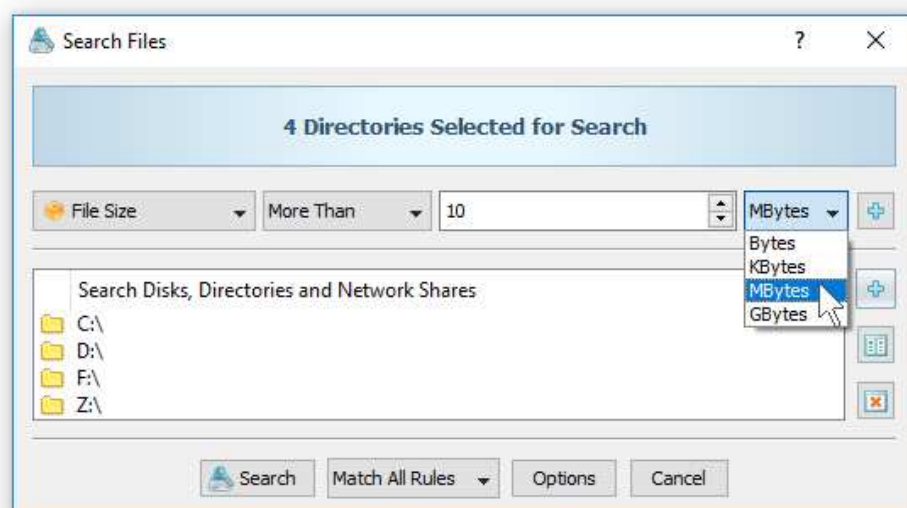 Search Files ?
4 Directories Selected for Search
File Size More Than 10 MBytes
Bytes
KBytes
MBytes
GBytes
Search Disks, Directories and Network Shares
C:\
D:\
F:\
Z:\
Search Match All Rules Options Cancel